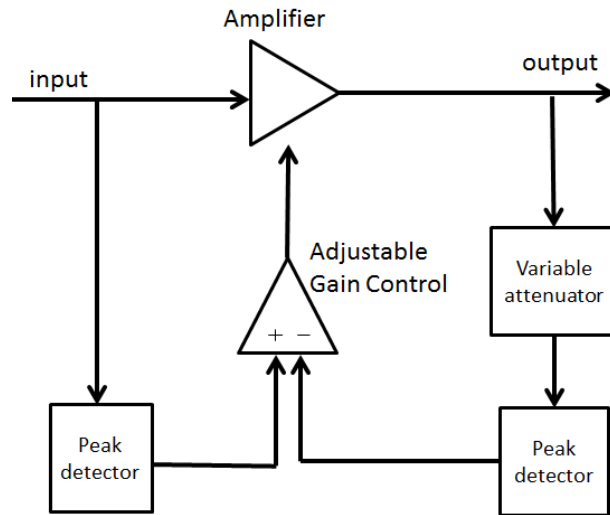 Amplifier
input
output
Adjustable
Gain Control
Variable
attenuator
+ −
Peak
detector
Peak
detector